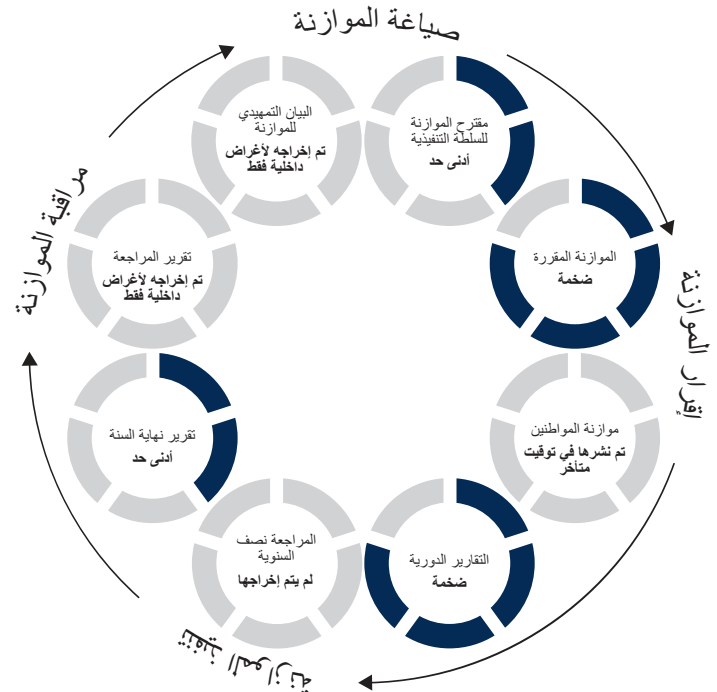 صياغة الموازنة
البيان التمهيدي
للموازنة
تم إخراجه لأغراض
داخلية فقط
مقترح الموازنة
للسلطة التنفيذية
أدنى حد
الموازنة المقررة
ضخمة
إقرار الموازنة
موازنة المواطنين
تم نشرها في توقيت
متأخر
التقارير الدورية
ضخمة
تنفيذ الموازنة
المراجعة نصف
السنوية
لم يتم إخراجها
تقرير نهاية السنة
أدنى حد
مراقبة الموازنة
تقرير المراجعة
تم إخراجه لأغراض
داخلية فقط